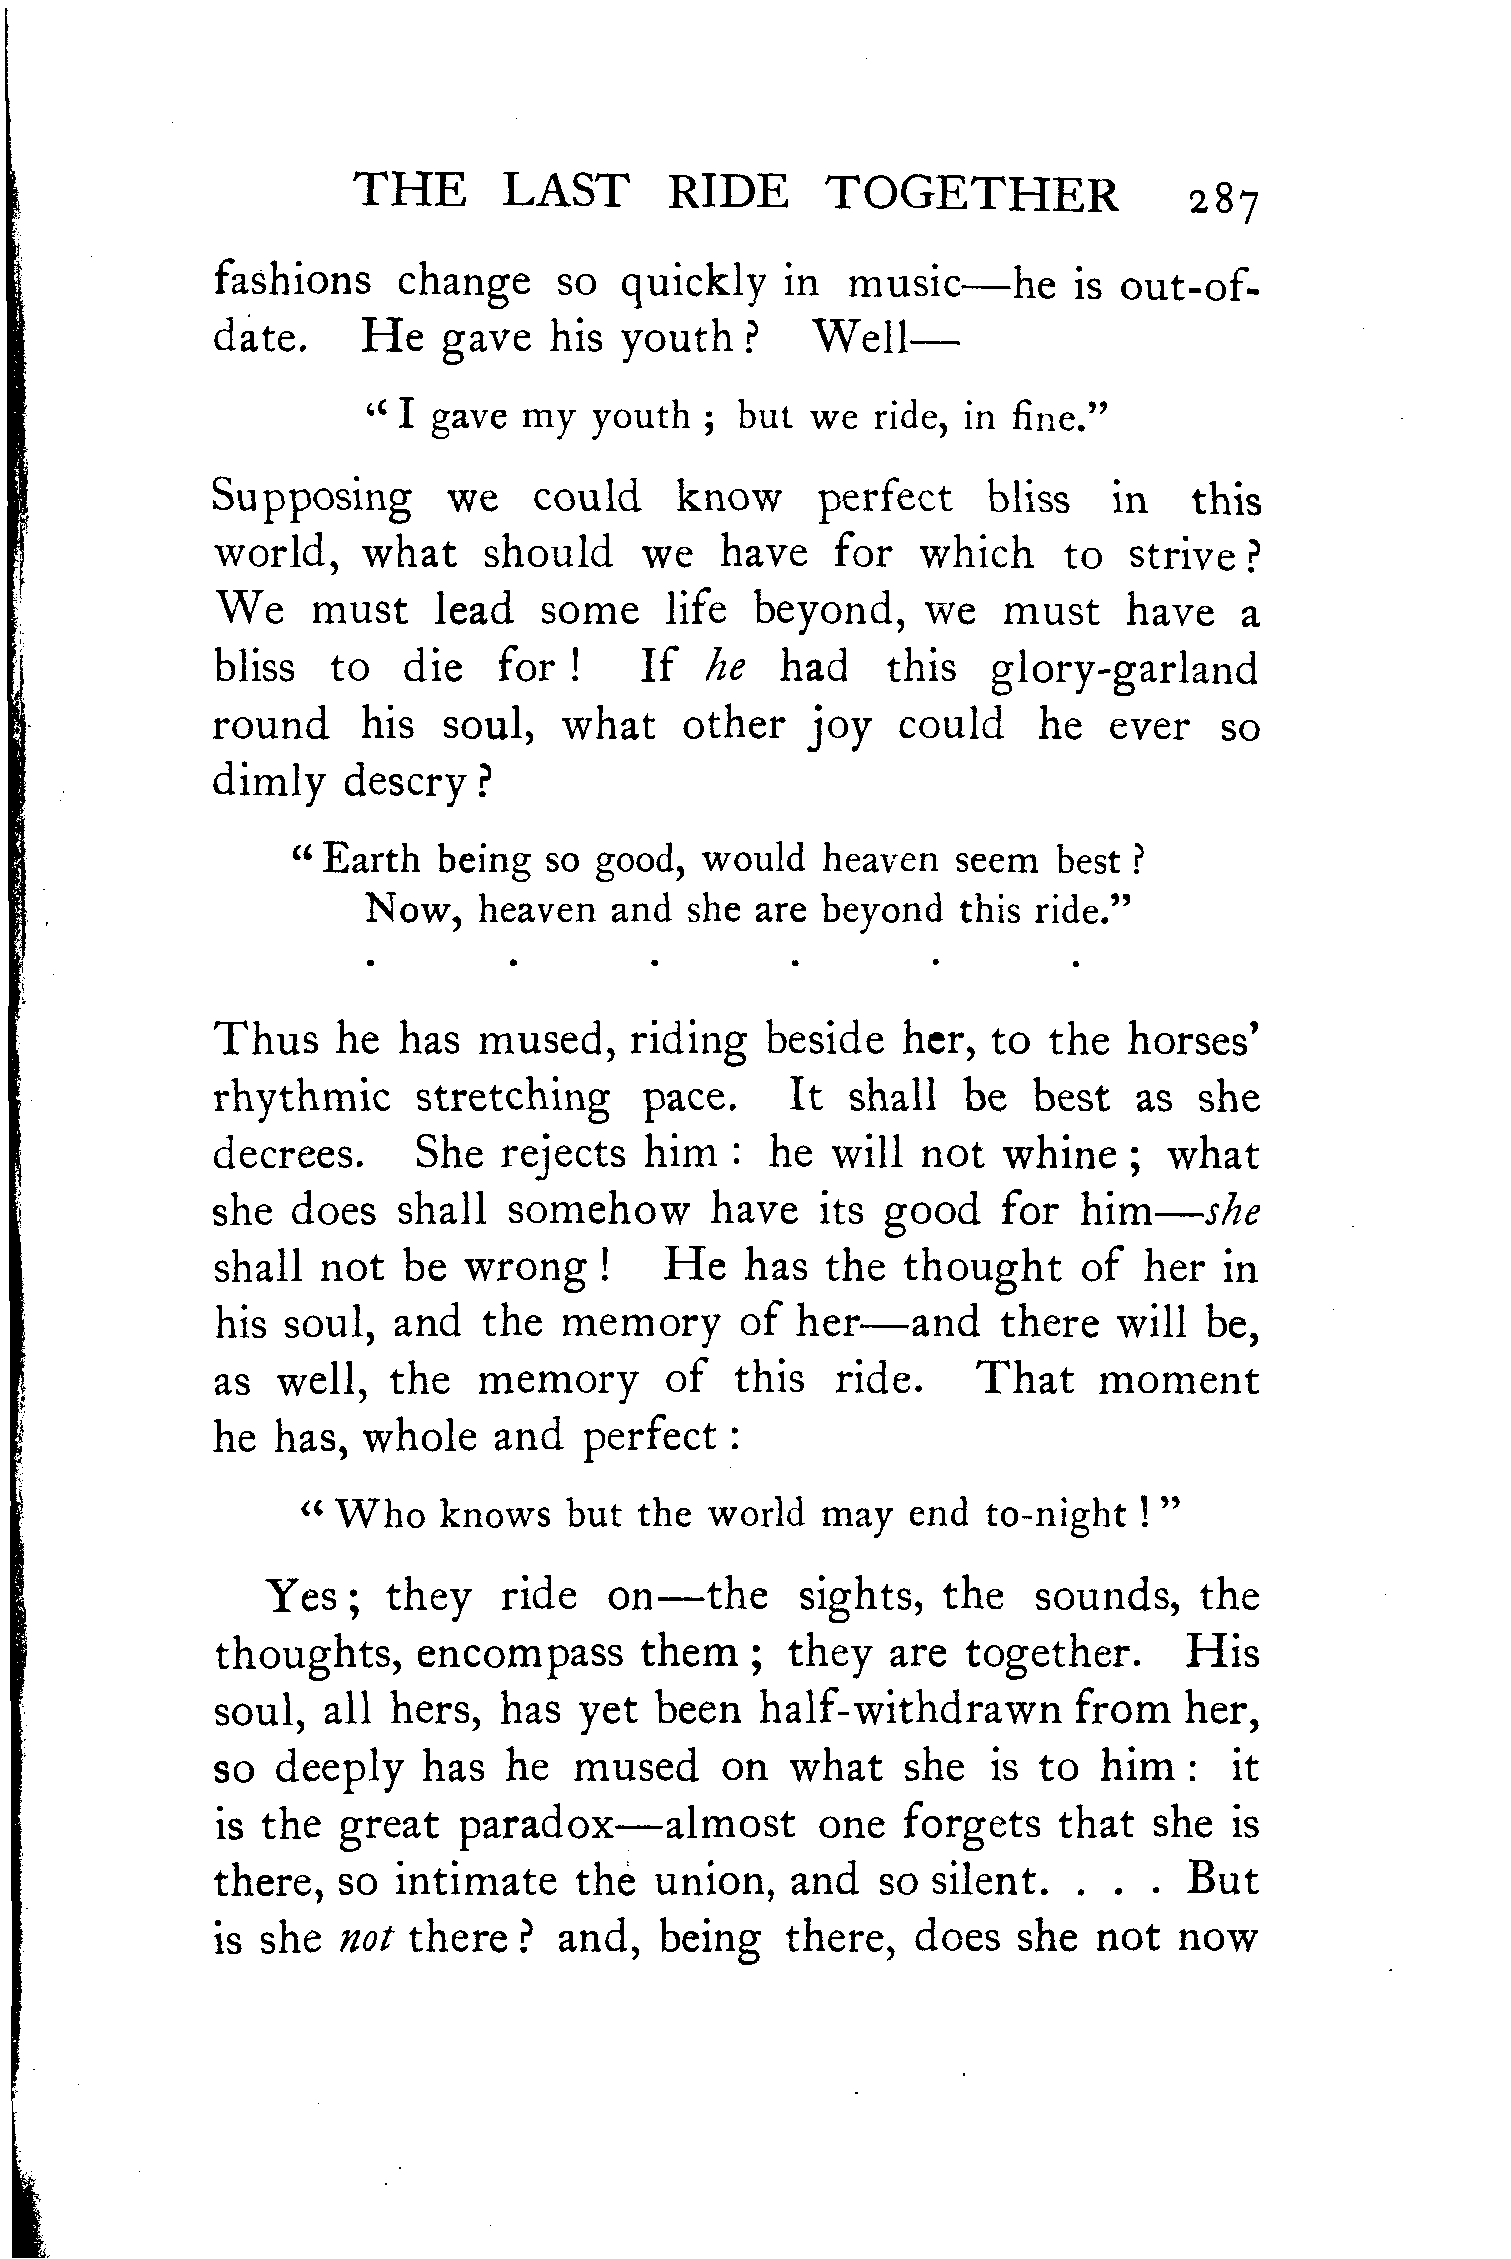 THE LAST RIDE TOGETHER 287
fashions change so quickly in music—he is out-of-
date. He gave his youth? Well—
"I gave my youth; but we ride, in fine."
Supposing we could know perfect bliss in this
world, what should we have for which to strive?
We must lead some life beyond, we must have a
bliss to die for! If he had this glory-garland
round his soul, what other joy could he ever so
dimly descry?
"Earth being so good, would heaven seem best?
Now, heaven and she are beyond this ride."
. . . . . .
Thus he has mused, riding beside her, to the horses'
rhythmic stretching pace. It shall be best as she
decrees. She rejects him: he will not whine; what
she does shall somehow have its good for him—she
shall not be wrong! He has the thought of her in
his soul, and the memory of her—and there will be,
as well, the memory of this ride. That moment
he has, whole and perfect:
"Who knows but the world may end to-night!"
Yes; they ride on—the sights, the sounds, the
thoughts, encompass them; they are together. His
soul, all hers, has yet been half-withdrawn from her,
so deeply has he mused on what she is to him: it
is the great paradox—almost one forgets that she is
there, so intimate the union, and so silent. . . . But
is she not there? and, being there, does she not now